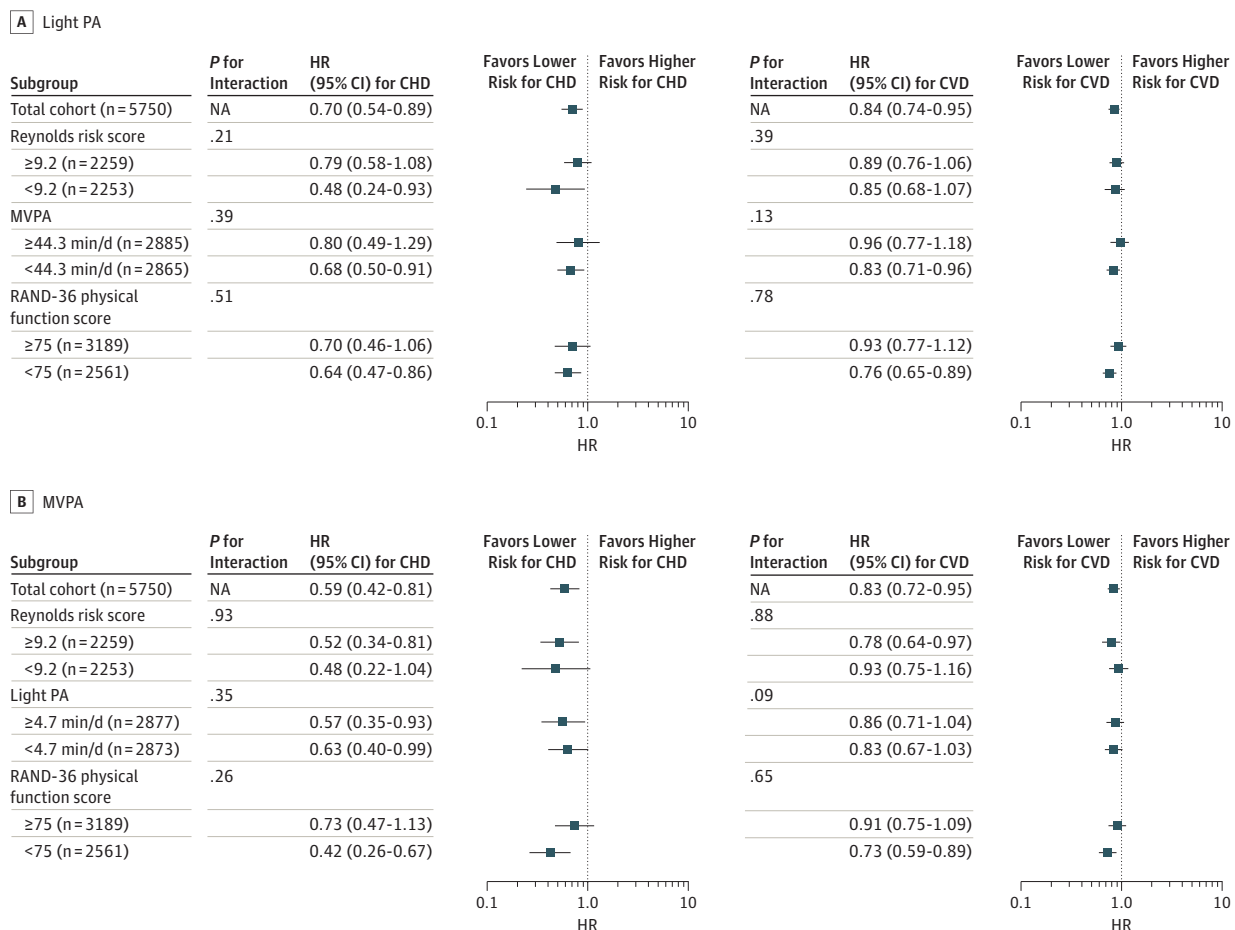 A Light PA
P for HR Favors Lower Favors Higher P for HR Favors Lower Favors Higher
Subgroup Interaction (95% CI) for CHD Risk for CHD Risk for CHD Interaction (95% CI) for CVD Risk for CVD Risk for CVD
Total cohort (n=5750) NA 0.70 (0.54-0.89) NA 0.84 (0.74-0.95)
Reynolds risk score .21 .39
≥9.2 (n=2259) 0.79 (0.58-1.08) 0.89 (0.76-1.06)
<9.2 (n=2253) 0.48 (0.24-0.93) 0.85 (0.68-1.07)
MVPA .39 .13
≥44.3 min/d (n=2885) 0.80 (0.49-1.29) 0.96 (0.77-1.18)
<44.3 min/d (n=2865) 0.68 (0.50-0.91) 0.83 (0.71-0.96)
RAND-36 physical .51 .78
function score
≥75 (n=3189) 0.70 (0.46-1.06) 0.93 (0.77-1.12)
<75 (n=2561) 0.64 (0.47-0.86) 0.76 (0.65-0.89)
0.1 1.0 10 0.1 1.0 10
HR HR
B MVPA
P for HR Favors Lower Favors Higher P for HR Favors Lower Favors Higher
Subgroup Interaction (95% CI) for CHD Risk for CHD Risk for CHD Interaction (95% CI) for CVD Risk for CVD Risk for CVD
Total cohort (n=5750) NA 0.59 (0.42-0.81) NA 0.83 (0.72-0.95)
Reynolds risk score .93 .88
≥9.2 (n=2259) 0.52 (0.34-0.81) 0.78 (0.64-0.97)
<9.2 (n=2253) 0.48 (0.22-1.04) 0.93 (0.75-1.16)
Light PA .35 .09
≥4.7 min/d (n=2877) 0.57 (0.35-0.93) 0.86 (0.71-1.04)
<4.7 min/d (n=2873) 0.63 (0.40-0.99) 0.83 (0.67-1.03)
RAND-36 physical .26 .65
function score
≥75 (n=3189) 0.73 (0.47-1.13) 0.91 (0.75-1.09)
<75 (n=2561) 0.42 (0.26-0.67) 0.73 (0.59-0.89)
0.1 1.0 10 0.1 1.0 10
HR HR